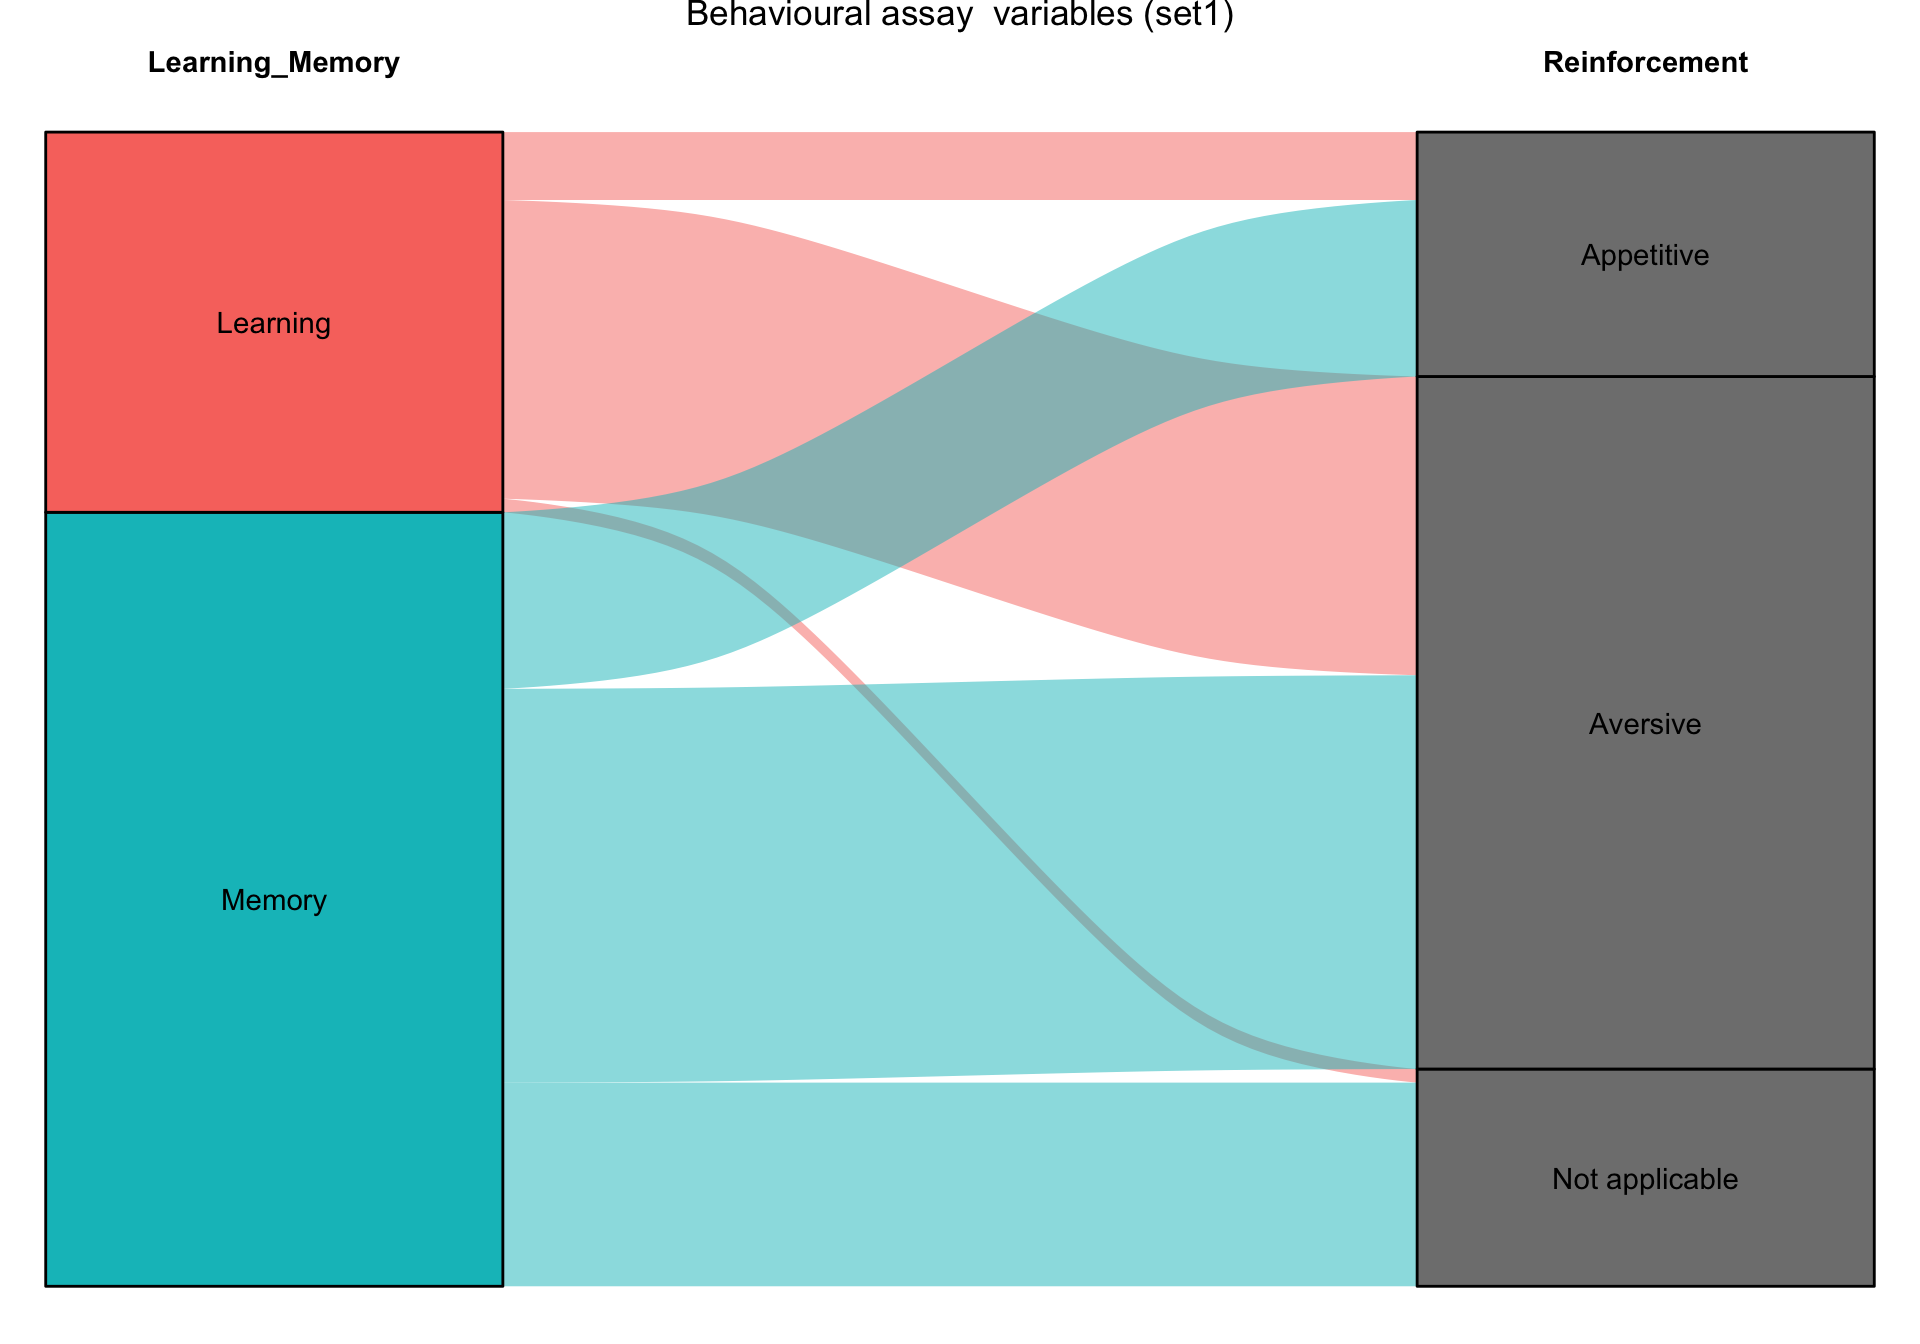 Behavioural assay  variables (set1)
Learning_Memory
Reinforcement
Learning
Memory
Appetitive
Aversive
Not applicable